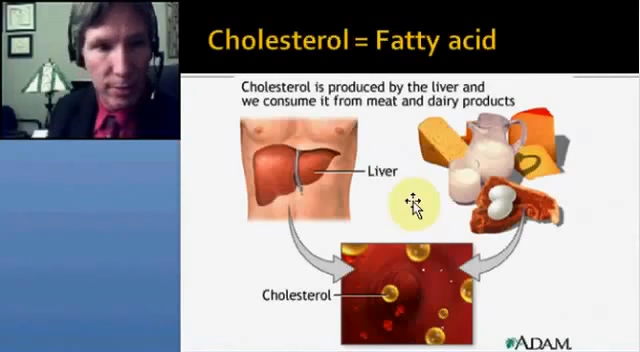 Cholesterol = Fatty acid
Cholesterol is produced by the liver and
we consume it from meat and dairy products
Liver
Cholesterol
ADAM.